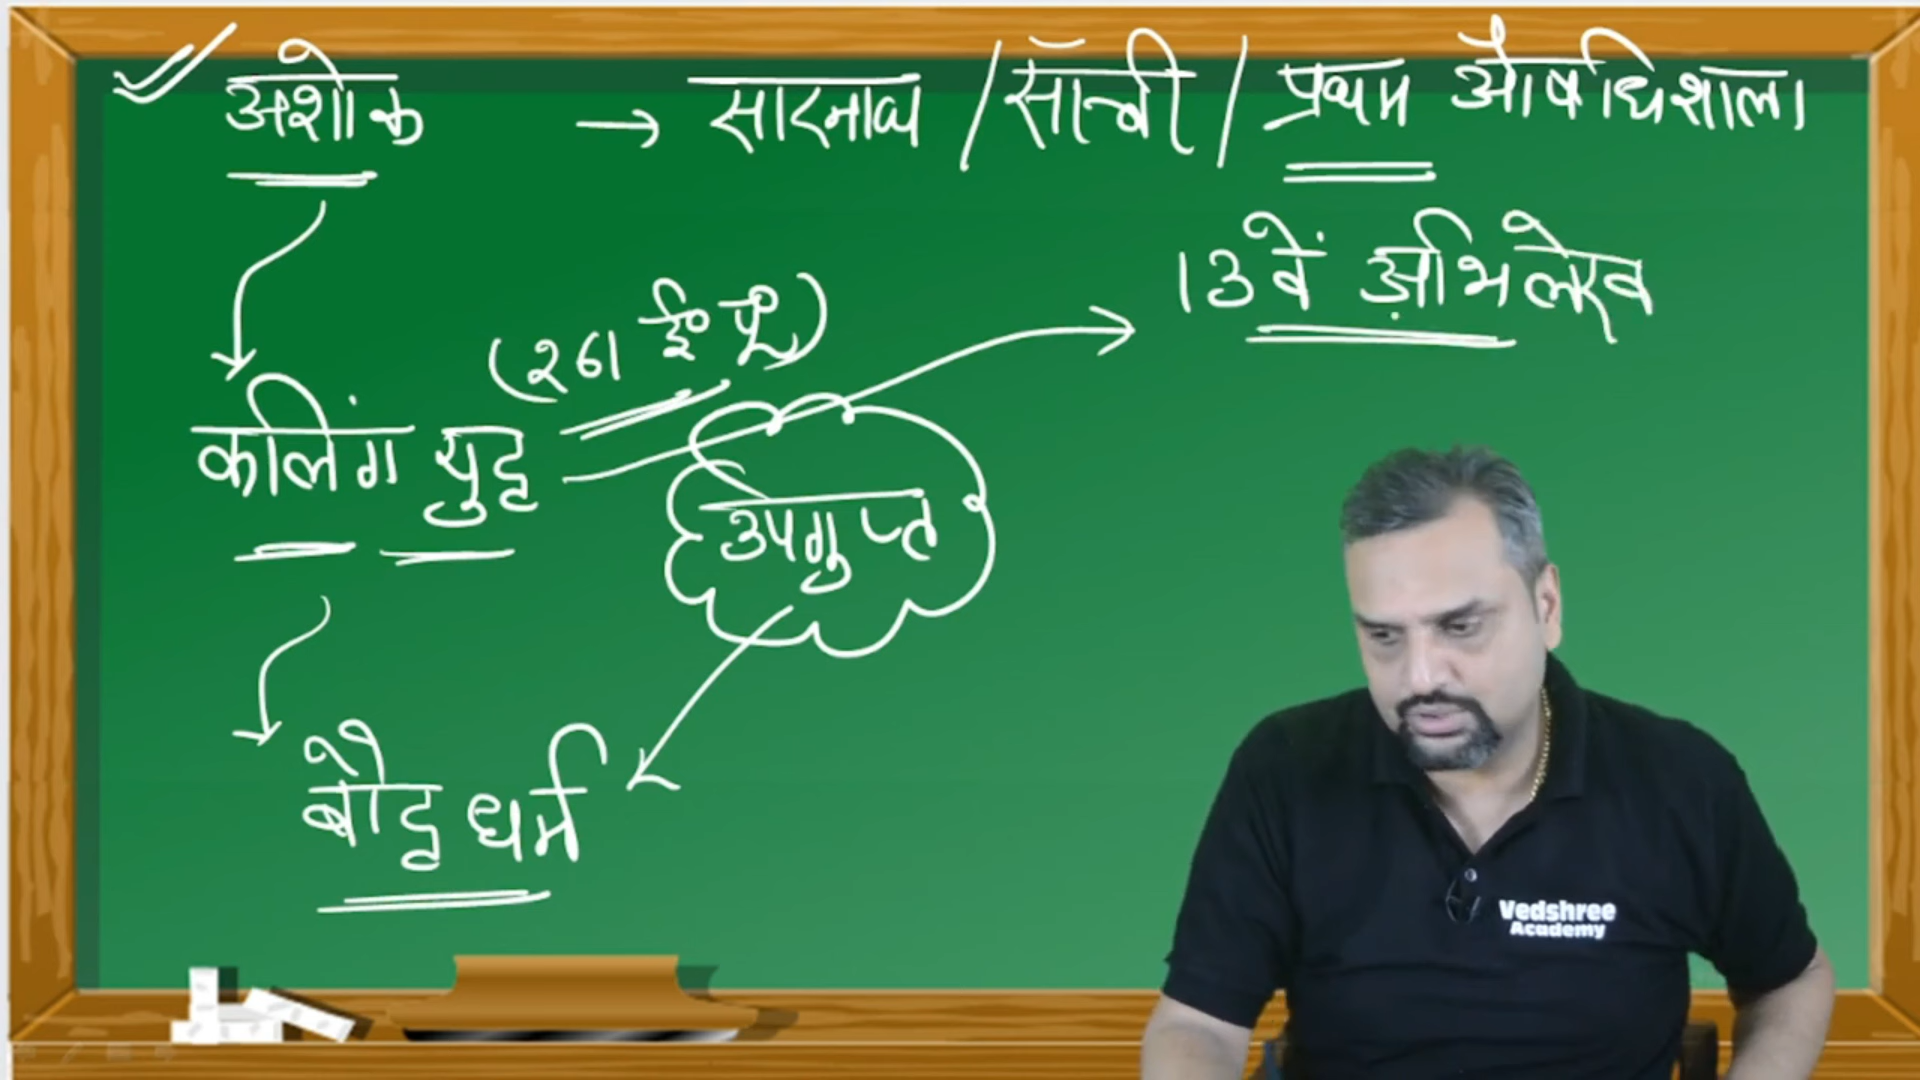 अशोक → सारनाथ / साँची / प्रथम औषधिशाला
13वें अभिलेख
(261 ई॰ पू॰)
कलिंग युद्ध
उपगुप्त
बौद्ध धर्म
Vedshree
Academy